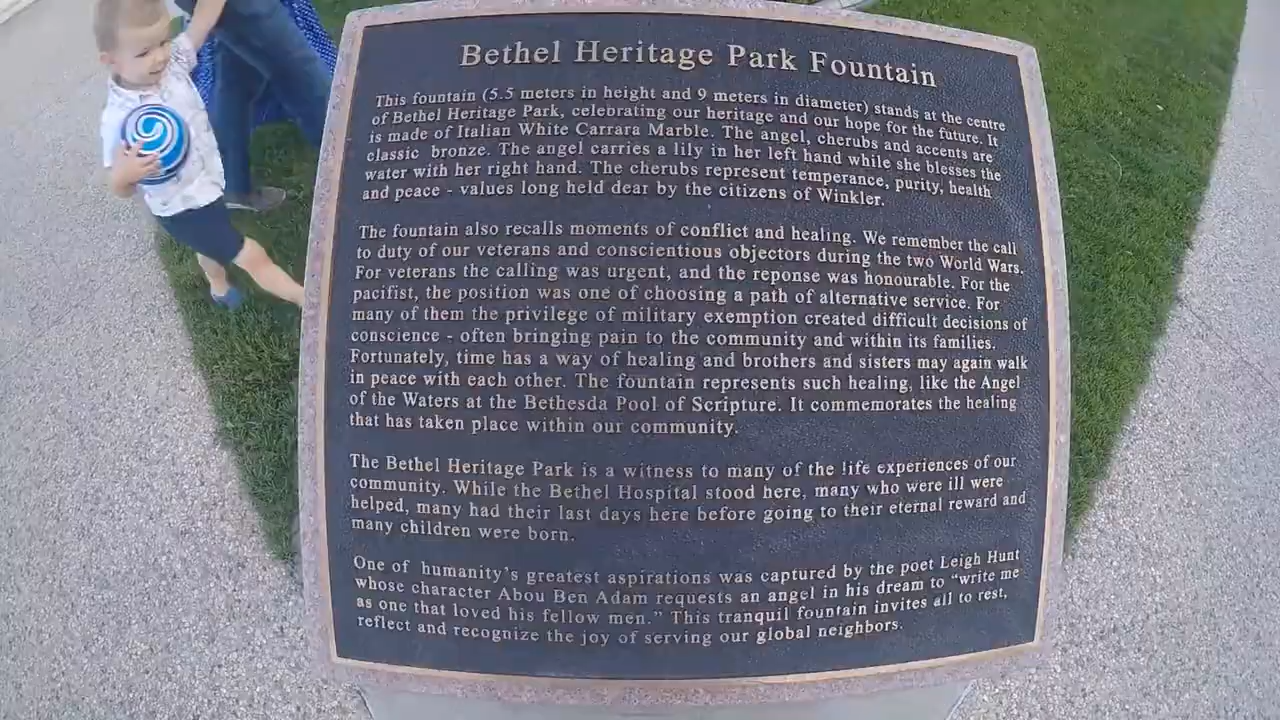 Bethel Heritage Park Fountain
This fountain (5.5 meters in height and 9 meters in diameter) stands at the centre
of Bethel Heritage Park, celebrating our heritage and our hope for the future. It
is made of Italian White Carrara Marble. The angel, cherubs and accents are
classic bronze. The angel carries a lily in her left hand while she blesses the
water with her right hand. The cherubs represent temperance, purity, health
and peace - values long held dear by the citizens of Winkler.
The fountain also recalls moments of conflict and healing. We remember the call
to duty of our veterans and conscientious objectors during the two World Wars.
For veterans the calling was urgent, and the reponse was honourable. For the
pacifist, the position was one of choosing a path of alternative service. For
many of them the privilege of military exemption created difficult decisions of
conscience - often bringing pain to the community and within its families.
Fortunately, time has a way of healing and brothers and sisters may again walk
in peace with each other. The fountain represents such healing, like the Angel
of the Waters at the Bethesda Pool of Scripture. It commemorates the healing
that has taken place within our community.
The Bethel Heritage Park is a witness to many of the life experiences of our
community. While the Bethel Hospital stood here, many who were ill were
helped, many had their last days here before going to their eternal reward and
many children were born.
One of humanity's greatest aspirations was captured by the poet Leigh Hunt
whose character Abou Ben Adam requests an angel in his dream to "write me
as one that loved his fellow men." This tranquil fountain invites all to rest,
reflect and recognize the joy of serving our global neighbors.